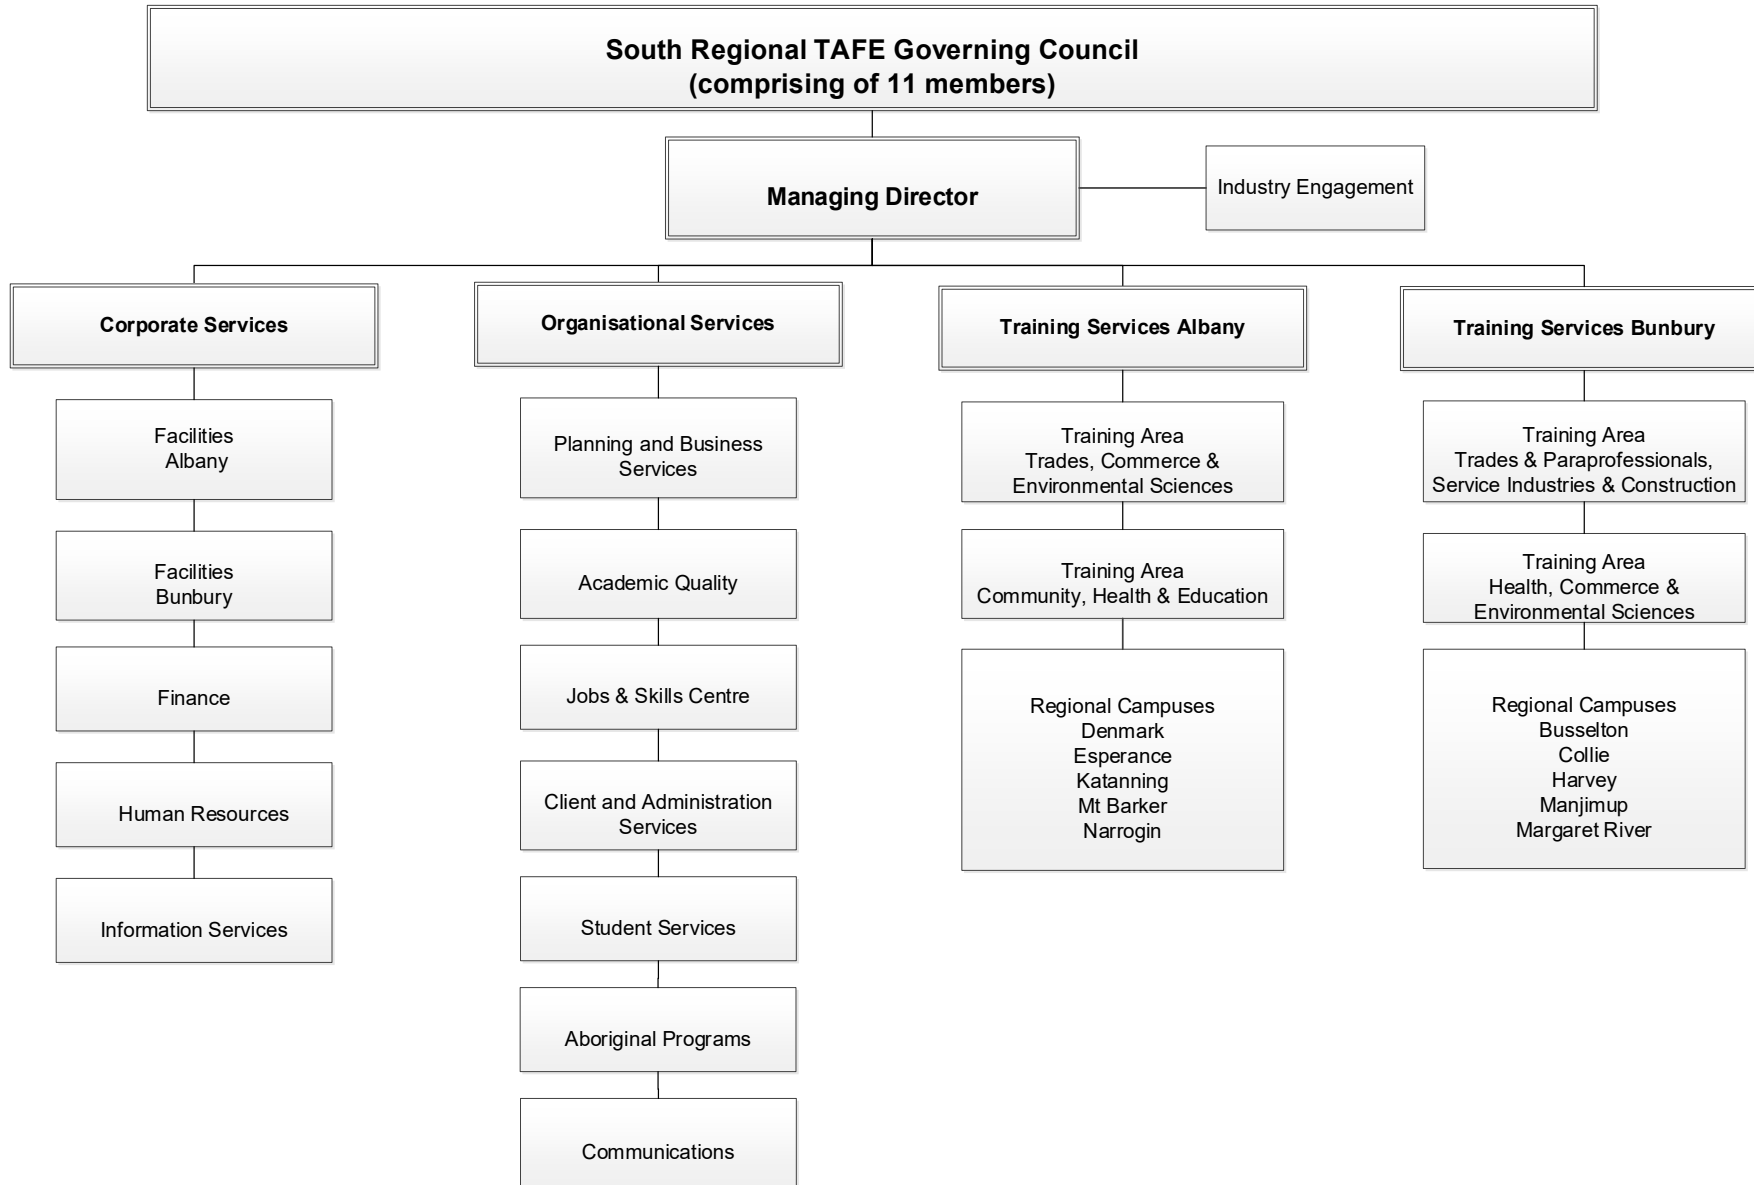 South Regional TAFE Governing Council
(comprising of 11 members)
Managing Director
Industry Engagement
Corporate Services
Organisational Services
Training Services Albany
Training Services Bunbury
Facilities
Albany
Facilities
Bunbury
Finance
Human Resources
Information Services
Planning and Business
Services
Academic Quality
Jobs & Skills Centre
Client and Administration
Services
Student Services
Aboriginal Programs
Communications
Training Area
Trades, Commerce &
Environmental Sciences
Training Area
Community, Health & Education
Regional Campuses
Denmark
Esperance
Katanning
Mt Barker
Narrogin
Training Area
Trades & Paraprofessionals,
Service Industries & Construction
Training Area
Health, Commerce &
Environmental Sciences
Regional Campuses
Busselton
Collie
Harvey
Manjimup
Margaret River